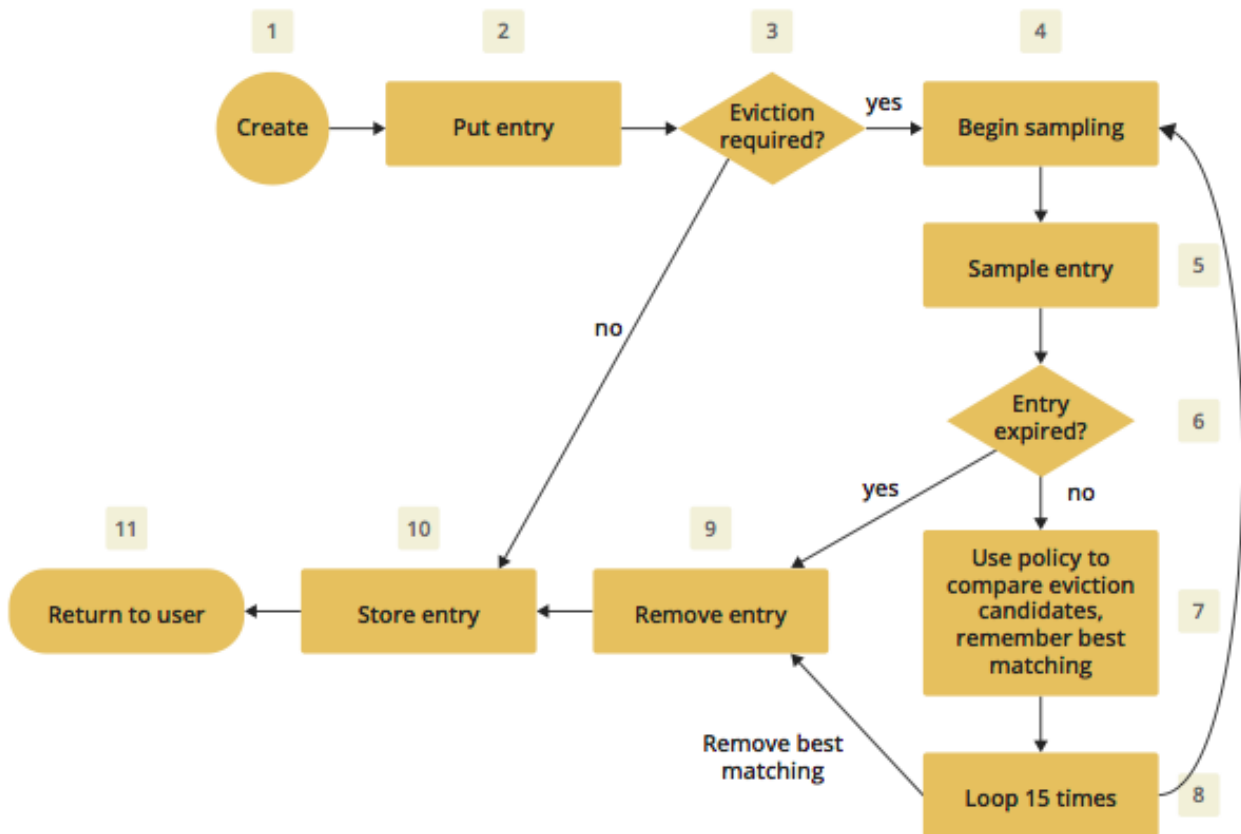 1
2
3
4
Create
Put entry
Eviction
required?
yes
Begin sampling
Sample entry
5
no
Entry
expired?
6
yes
no
11
10
9
Use policy to
compare eviction
candidates,
remember best
matching
7
Return to user
Store entry
Remove entry
Remove best
matching
Loop 15 times
8